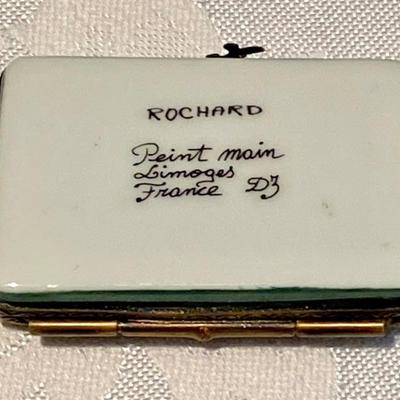 ROCHARD
Peint main
Limoges
France DJ